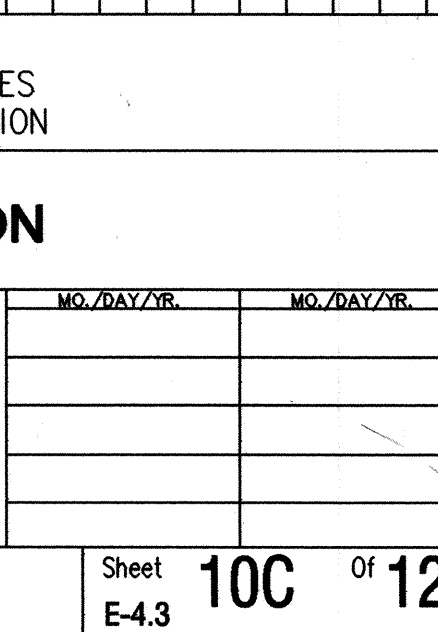 ES
ION
ON
MO./DAY/YR. MO./DAY/YR.
Sheet 10C Of 12
E-4.3